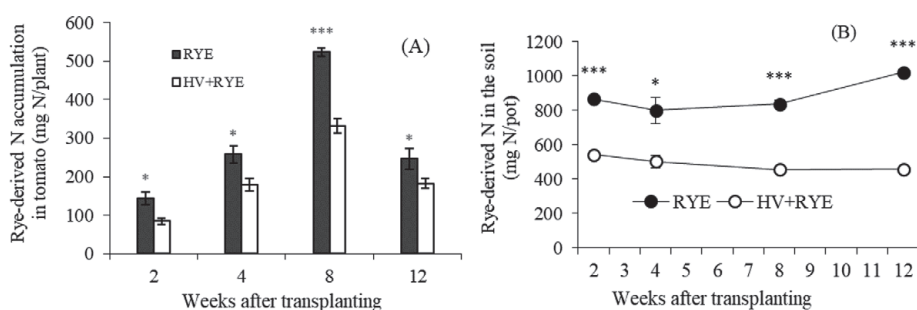 Rye-derived N accumulation
in tomato (mg N/plant)
600
500
400
300
200
100
0
(A)
RYE
HV+RYE
*
*
***
*
2 4 8 12
Weeks after transplanting
Rye-derived N in the soil
(mg N/pot)
1200
1000
800
600
400
200
0
(B)
***
*
***
***
RYE HV+RYE
2 3 4 5 6 7 8 9 10 11 12
Weeks after transplanting